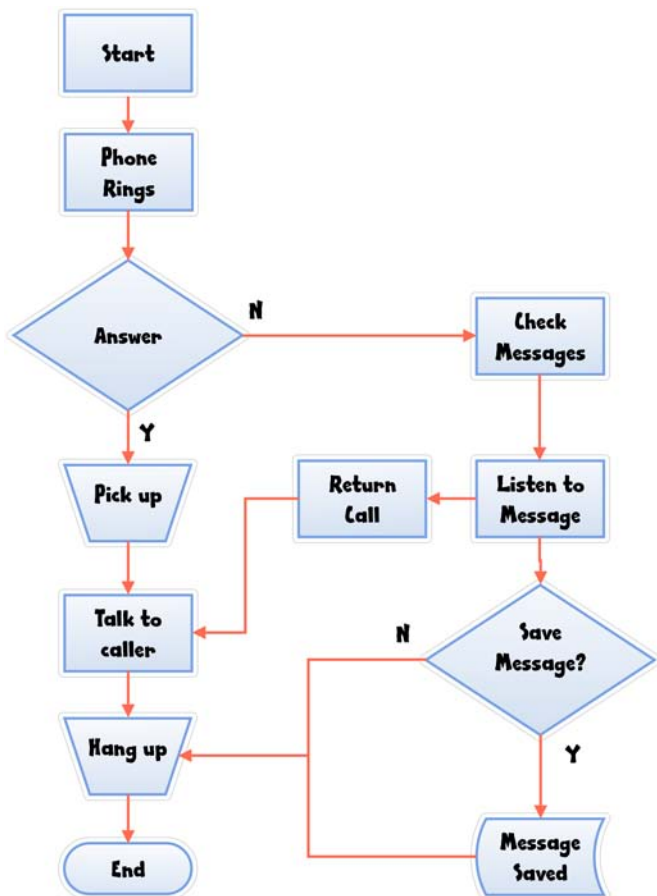 Start
Phone
Rings
Answer
N
Check
Messages
Y
Pick up
Return
Call
Listen to
Message
Talk to
caller
N
Save
Message?
Hang up
Y
Message
Saved
End